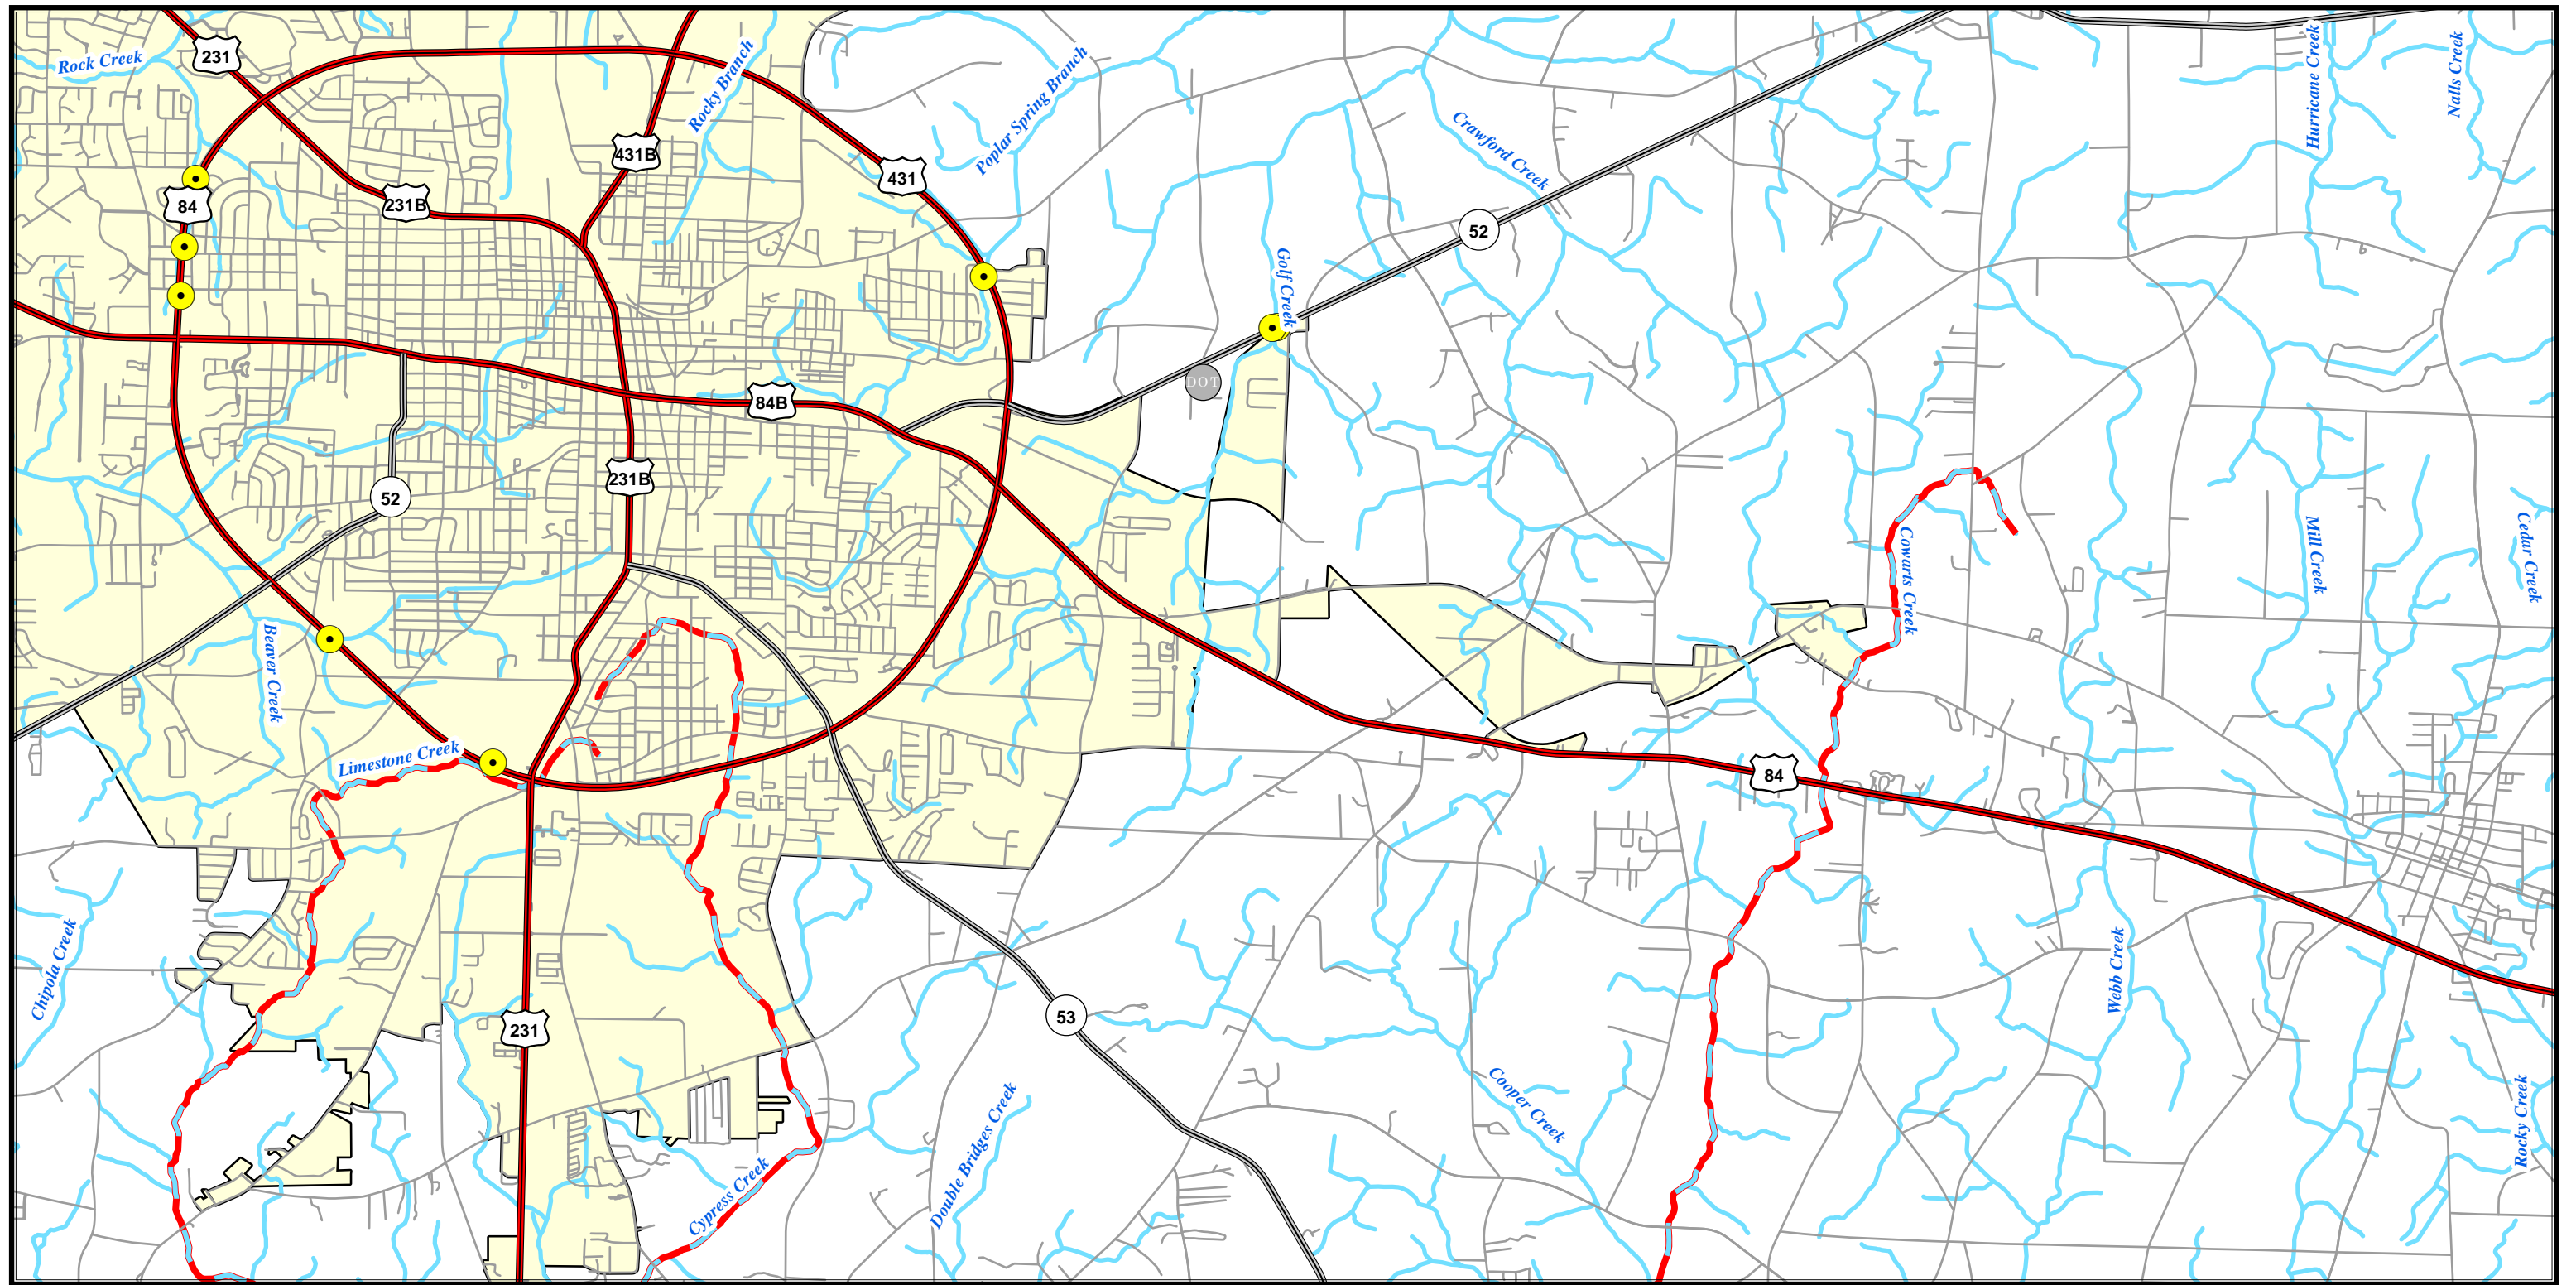 231
Rock Creek
Rocky Branch
Poplar Spring Branch
Hurricane Creek
Nalls Creek
431B
Crawford Creek
431
84
231B
52
Golf Creek
DOT
84B
231B
52
Cowarts Creek
Mill Creek
Cedar Creek
Beaver Creek
Limestone Creek
84
Chipola Creek
Webb Creek
53
231
Cooper Creek
Double Bridges Creek
Rocky Creek
Cypress Creek